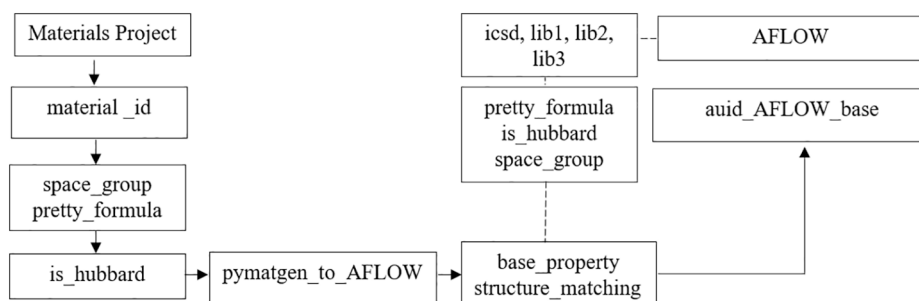 Materials Project
material _id
space_group
pretty_formula
is_hubbard
pymatgen_to_AFLOW
base_property
structure_matching
pretty_formula
is_hubbard
space_group
icsd, lib1, lib2,
lib3
AFLOW
auid_AFLOW_base